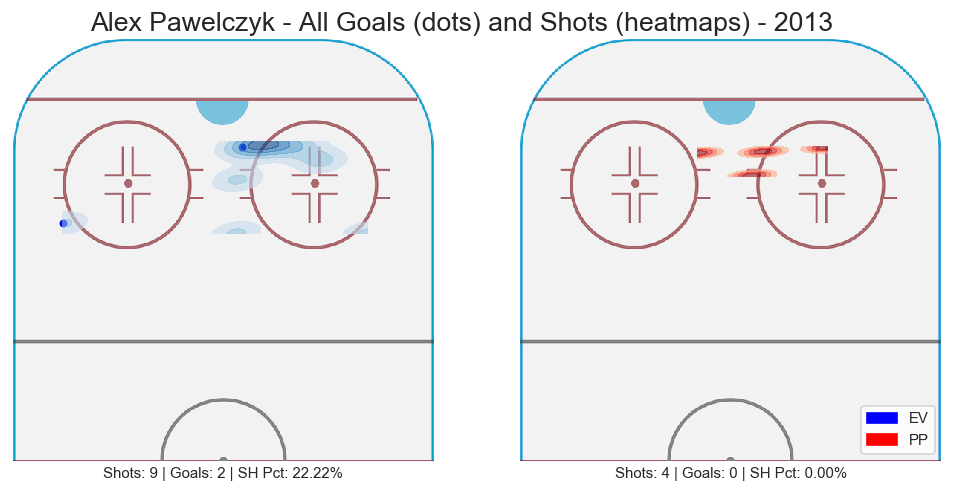 Alex Pawelczyk - All Goals (dots) and Shots (heatmaps) - 2013
EV
PP
Shots: 9 | Goals: 2 | SH Pct: 22.22%
Shots: 4 | Goals: 0 | SH Pct: 0.00%